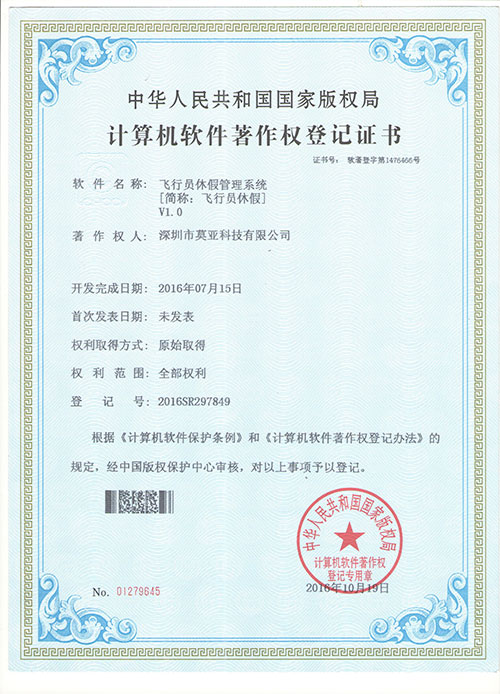 中华人民共和国国家版权局
计算机软件著作权登记证书
证书号： 软著登字第1476466号
软件名称： 飞行员休假管理系统
[简称：飞行员休假]
V1.0
著作权人： 深圳市莫亚科技有限公司
开发完成日期： 2016年07月15日
首次发表日期： 未发表
权利取得方式： 原始取得
权利范围： 全部权利
登记号： 2016SR297849
根据《计算机软件保护条例》和《计算机软件著作权登记办法》的
规定，经中国版权保护中心审核，对以上事项予以登记。
中华人民共和国国家版权局
计算机软件著作权
登记专用章
2016年10月19日
No. 01279645